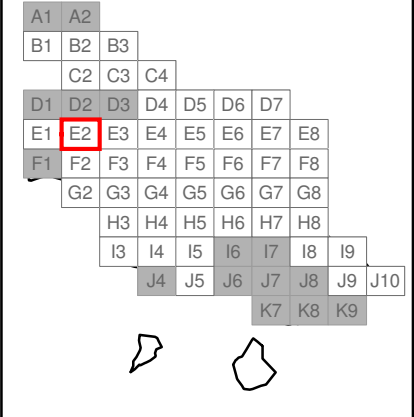 A1 A2
B1 B2 B3
C2 C3 C4
D1 D2 D3 D4 D5 D6 D7
E1 E2 E3 E4 E5 E6 E7 E8
F1 F2 F3 F4 F5 F6 F7 F8
G2 G3 G4 G5 G6 G7 G8
H3 H4 H5 H6 H7 H8
I3 I4 I5 I6 I7 I8 I9
J4 J5 J6 J7 J8 J9 J10
K7 K8 K9